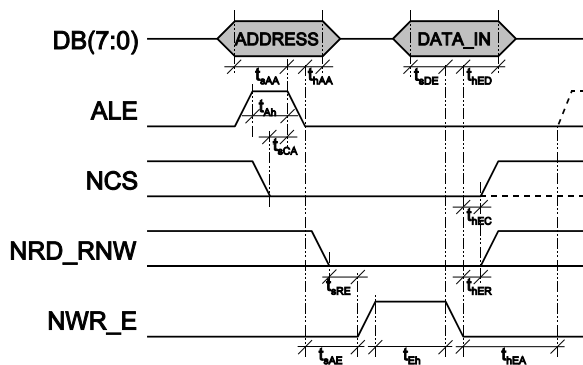 DB(7:0)
ADDRESS
DATA_IN
tsAA
thAA
tsDE
thED
ALE
tAh
tsCA
NCS
thEC
NRD_RNW
tsRE
thER
NWR_E
tsAE
tEh
thEA